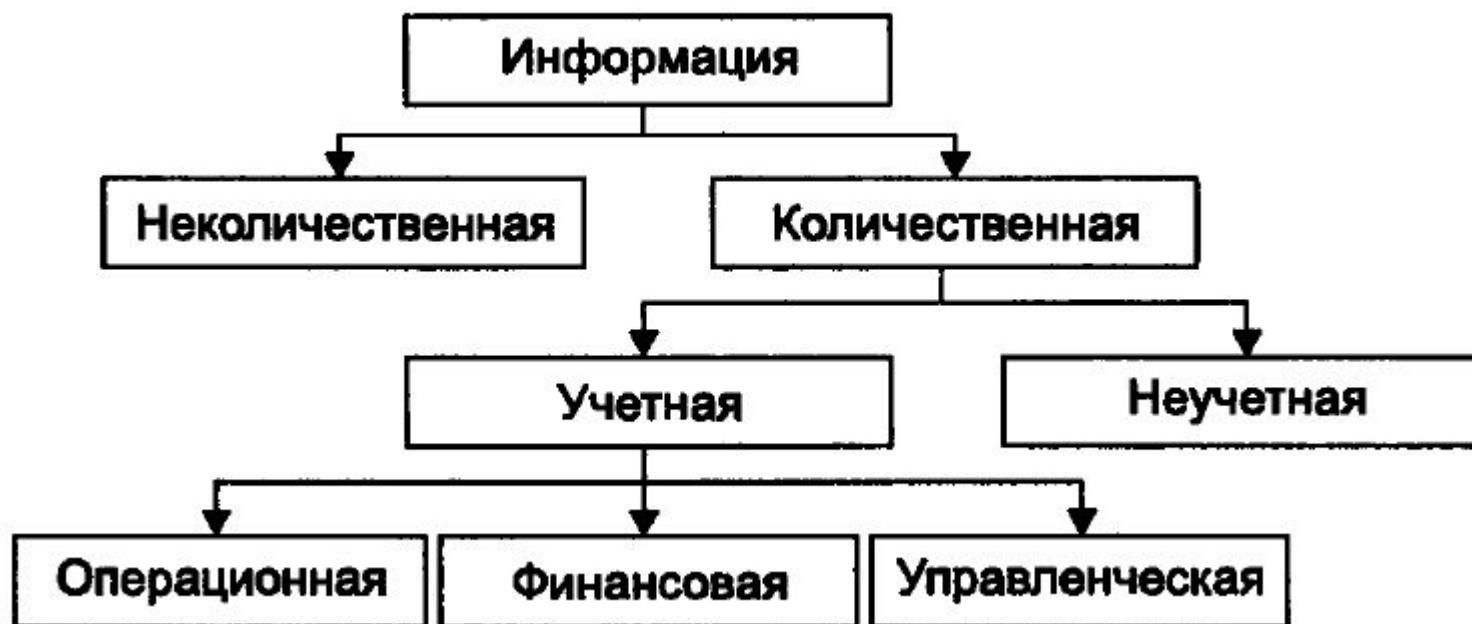 Информация
Неколичественная
Количественная
Учетная
Неучетная
Операционная
Финансовая
Управленческая